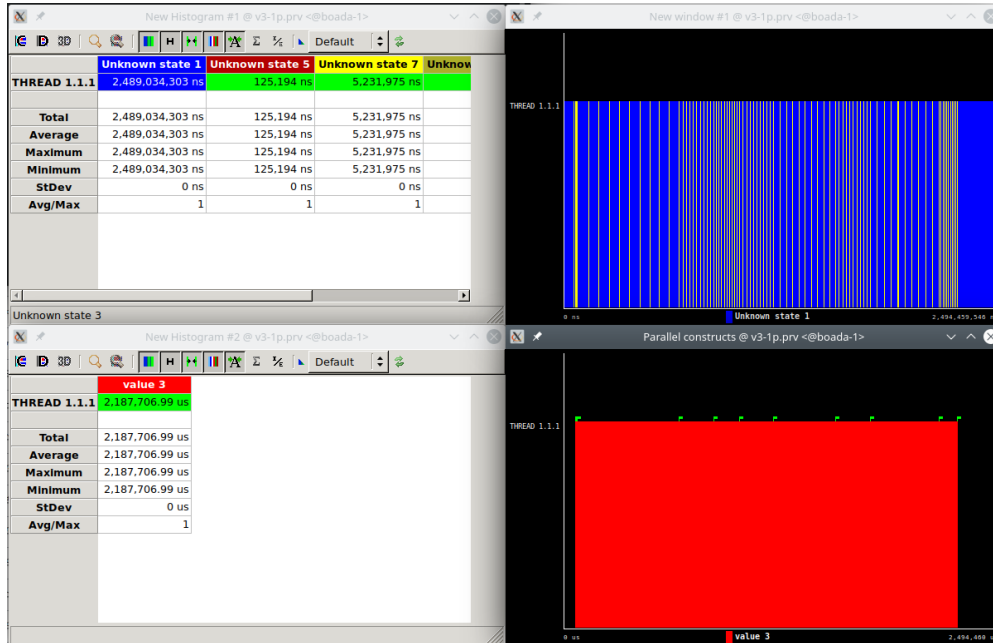 New Histogram #1 @ v3-1p.prv <@boada-1>
3D H A Σ Default
Unknown state 1 Unknown state 5 Unknown state 7 Unknow
THREAD 1.1.1 2,489,034,303 ns 125,194 ns 5,231,975 ns
Total 2,489,034,303 ns 125,194 ns 5,231,975 ns
Average 2,489,034,303 ns 125,194 ns 5,231,975 ns
Maximum 2,489,034,303 ns 125,194 ns 5,231,975 ns
Minimum 2,489,034,303 ns 125,194 ns 5,231,975 ns
StDev 0 ns 0 ns 0 ns
Avg/Max 1 1 1
Unknown state 3
New window #1 @ v3-1p.prv <@boada-1>
THREAD 1.1.1
0 ns Unknown state 1 2,494,459,546 n
New Histogram #2 @ v3-1p.prv <@boada-1>
3D H A Σ Default
value 3
THREAD 1.1.1 2,187,706.99 us
Total 2,187,706.99 us
Average 2,187,706.99 us
Maximum 2,187,706.99 us
Minimum 2,187,706.99 us
StDev 0 us
Avg/Max 1
Parallel constructs @ v3-1p.prv <@boada-1>
THREAD 1.1.1
0 us value 3 2,494,460 us